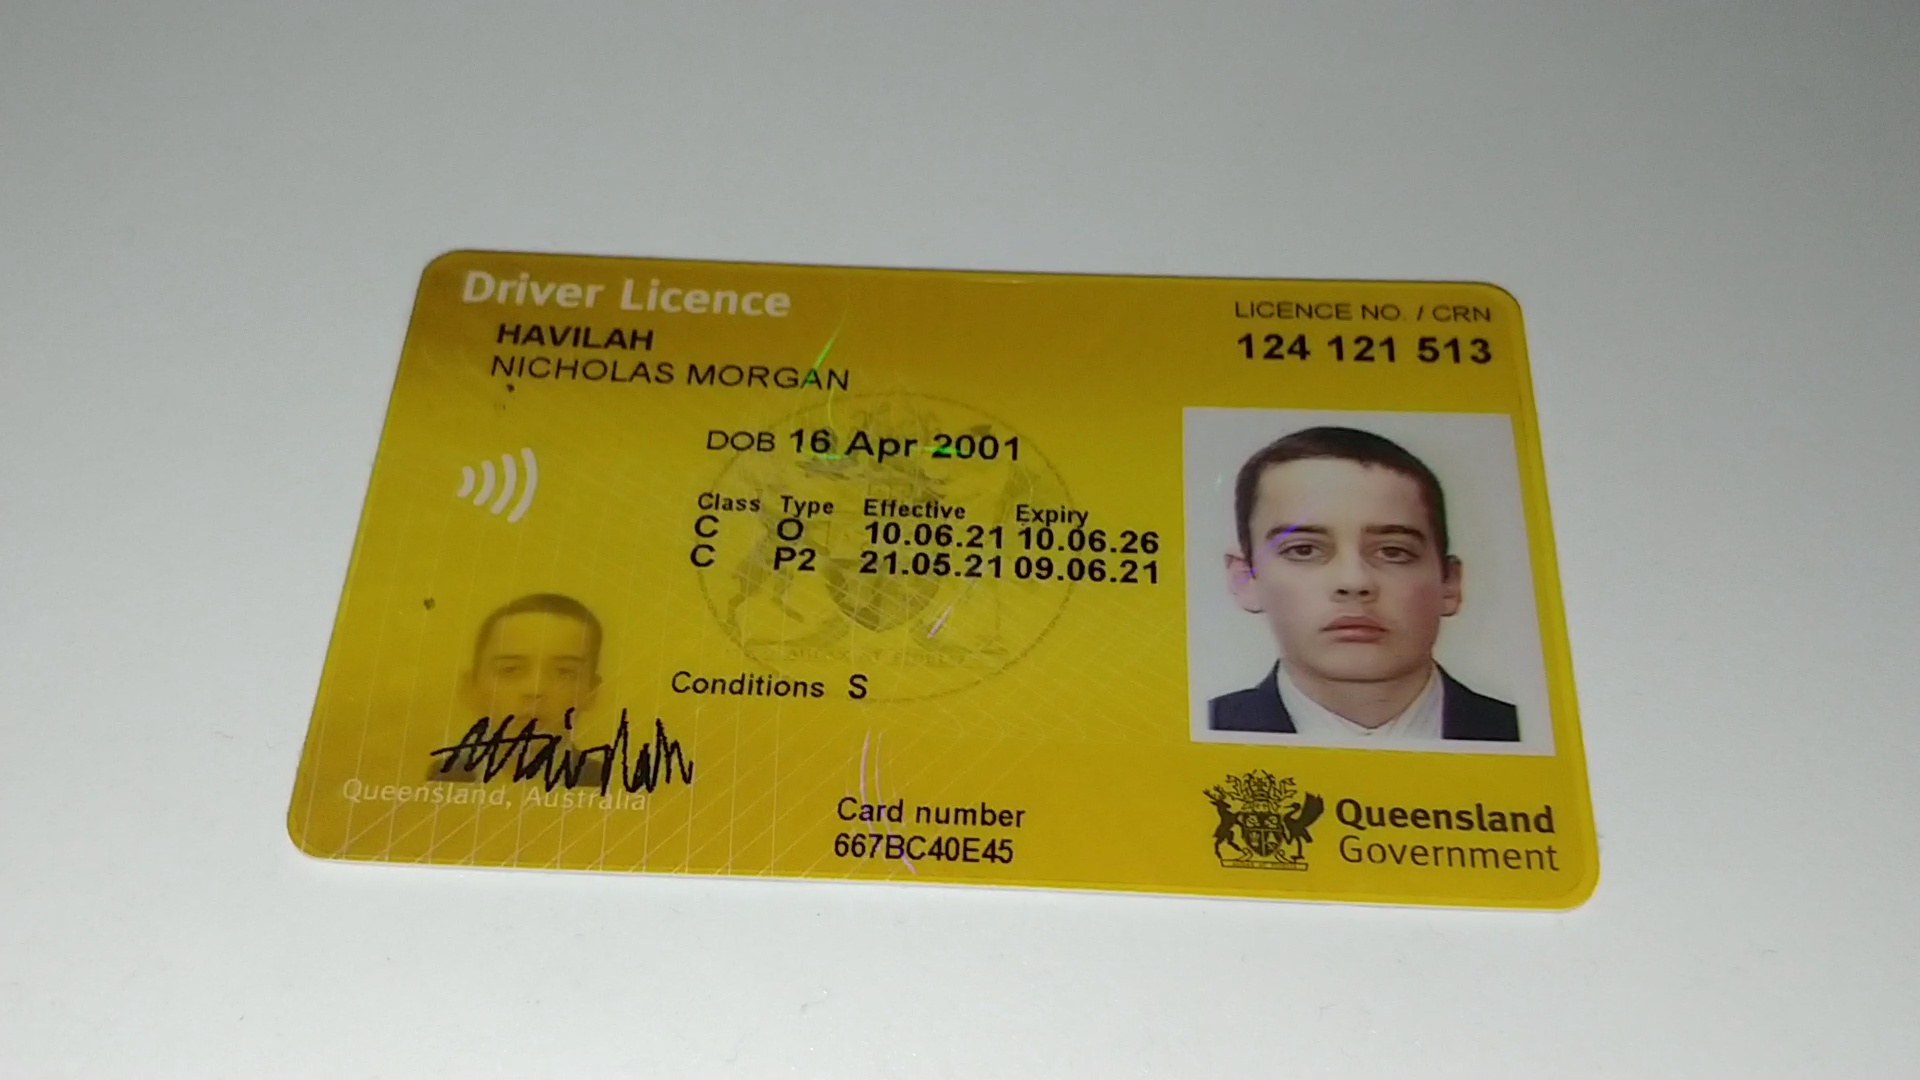 Driver Licence
HAVILAH
NICHOLAS MORGAN
LICENCE NO. / CRN
124 121 513
DOB 16 Apr 2001
Class Type Effective Expiry
C O 10.06.21 10.06.26
C P2 21.05.21 09.06.21
Conditions S
Queensland, Australia
Card number
667BC40E45
Queensland
Government